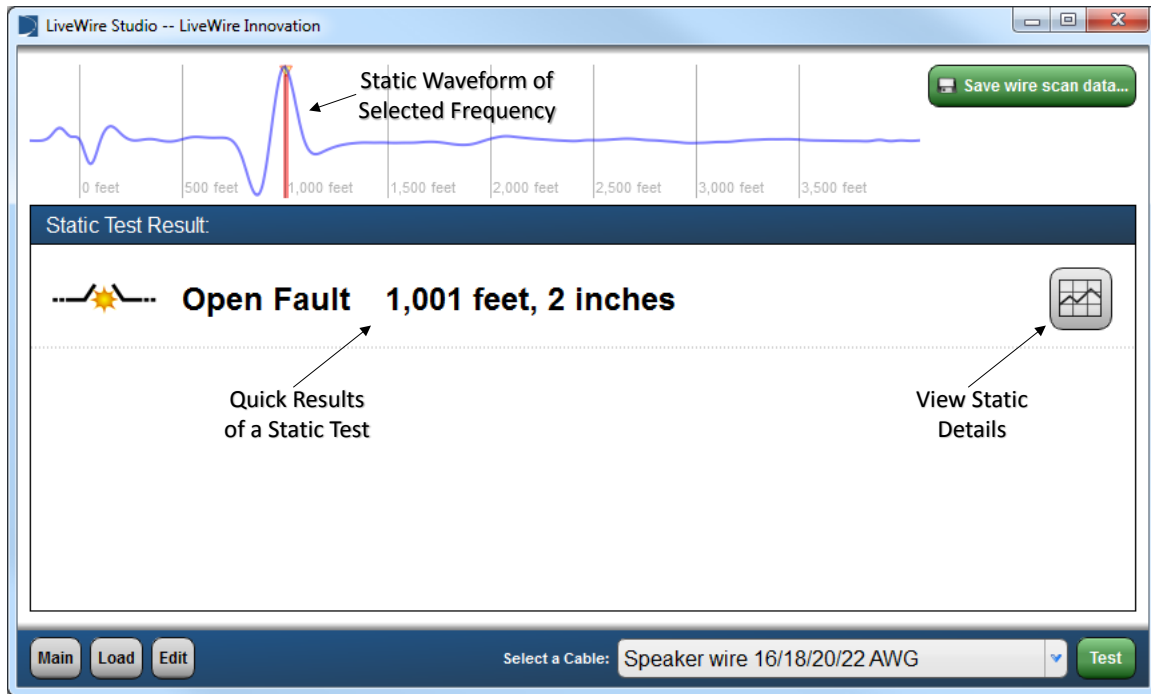 LiveWire Studio -- LiveWire Innovation
X
Static Waveform of
Selected Frequency
Save wire scan data...
0 feet
500 feet
1,000 feet
1,500 feet
2,000 feet
2,500 feet
3,000 feet
3,500 feet
Static Test Result:
Open Fault 1,001 feet, 2 inches
Quick Results
of a Static Test
View Static
Details
Main
Load
Edit
Select a Cable:
Speaker wire 16/18/20/22 AWG
Test